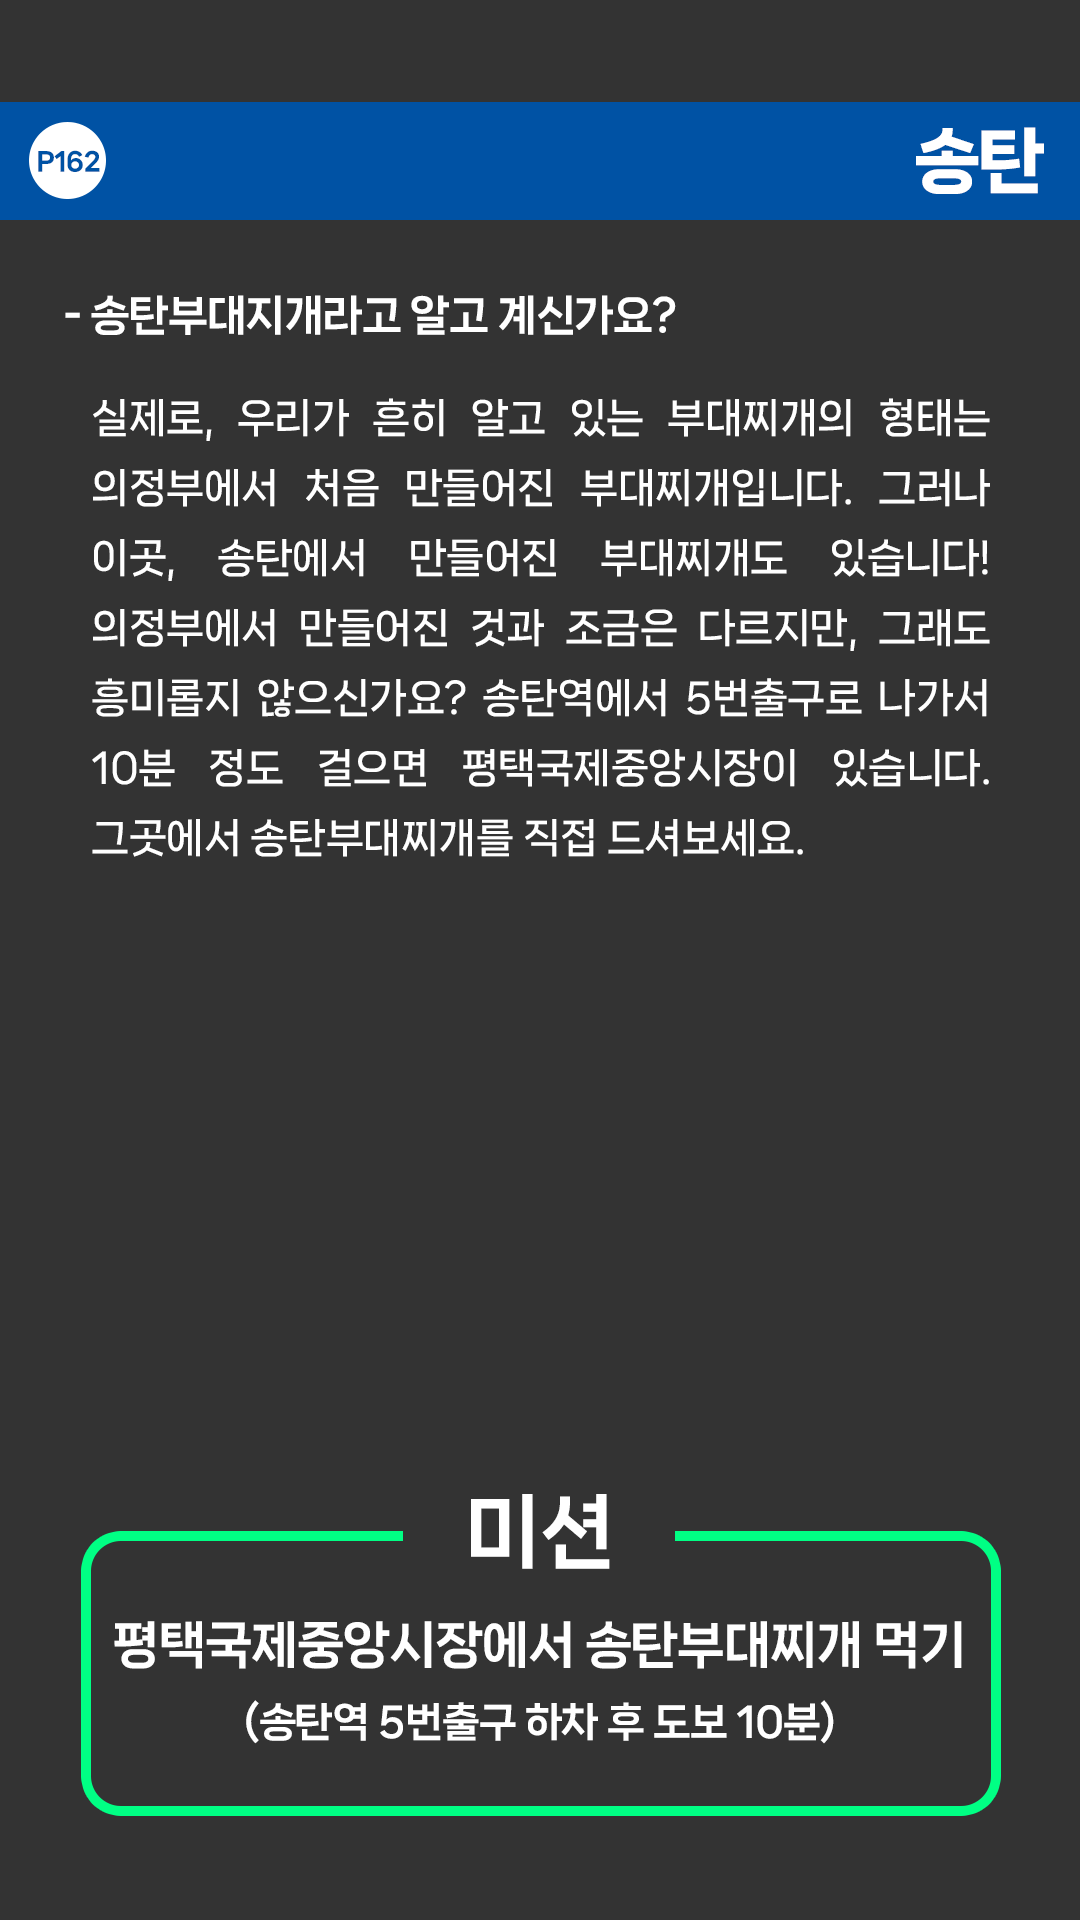 P162
송탄
- 송탄부대지개라고 알고 계신가요?
실제로, 우리가 흔히 알고 있는 부대찌개의 형태는
의정부에서 처음 만들어진 부대찌개입니다. 그러나
이곳, 송탄에서 만들어진 부대찌개도 있습니다!
의정부에서 만들어진 것과 조금은 다르지만, 그래도
흥미롭지 않으신가요? 송탄역에서 5번출구로 나가서
10분 정도 걸으면 평택국제중앙시장이 있습니다.
그곳에서 송탄부대찌개를 직접 드셔보세요.
미션
평택국제중앙시장에서 송탄부대찌개 먹기
(송탄역 5번출구 하차 후 도보 10분)